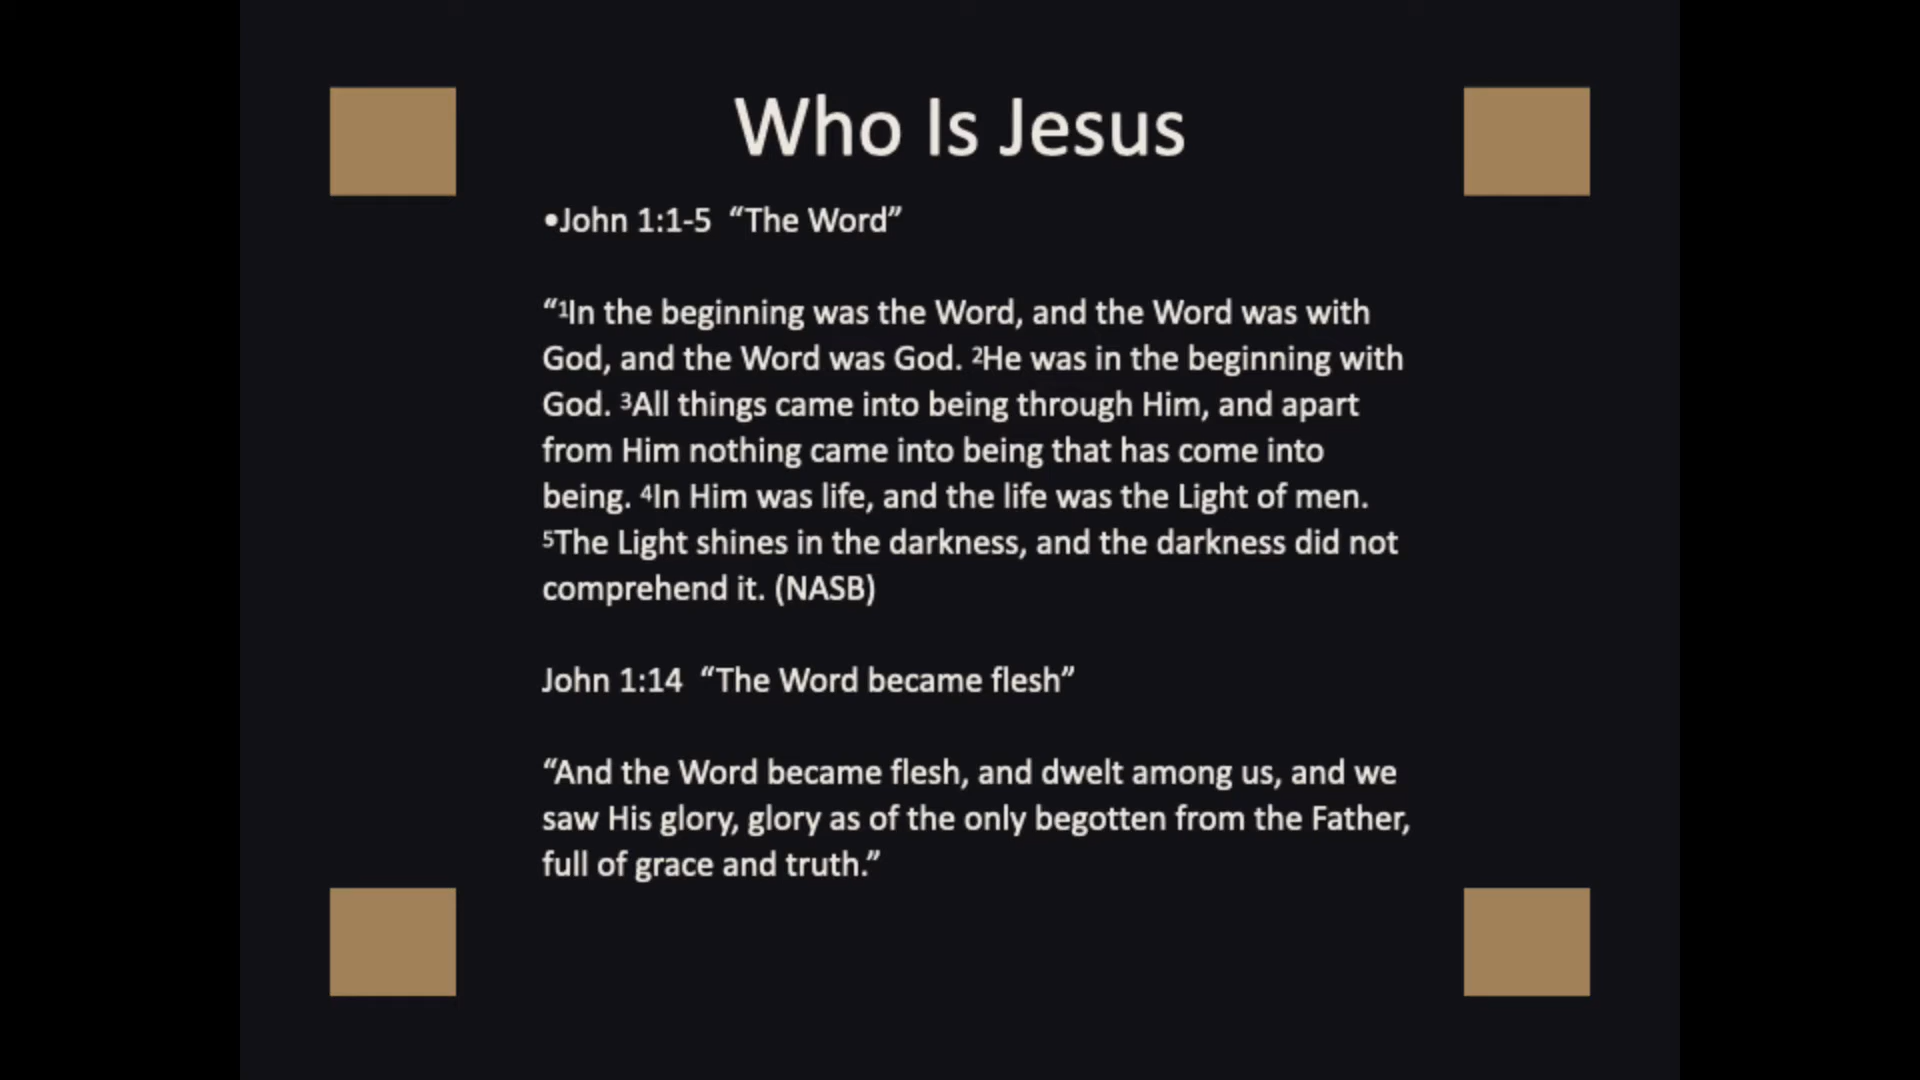 Who Is Jesus
•John 1:1-5  “The Word”
“¹In the beginning was the Word, and the Word was with
God, and the Word was God. ²He was in the beginning with
God. ³All things came into being through Him, and apart
from Him nothing came into being that has come into
being. ⁴In Him was life, and the life was the Light of men.
⁵The Light shines in the darkness, and the darkness did not
comprehend it. (NASB)
John 1:14  “The Word became flesh”
“And the Word became flesh, and dwelt among us, and we
saw His glory, glory as of the only begotten from the Father,
full of grace and truth.”